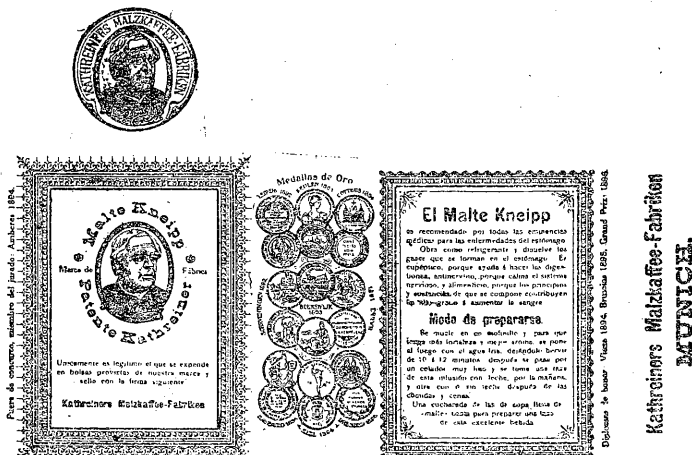 KATHREINERS MALZKAFFEE-FABRIKEN
Fuera de concurso, miembro del jurado: Amberes 1894.
Malte Kneipp
Marca de Fábrica
Patente Kathreiner
Unicamente es legítimo el que se expende
en bolsas provistas de nuestra marca y
sello con la firma siguiente
Kathreiners Malzkaffee-Fabriken
Medallas de Oro
El Malte Kneipp
es recomendado por todas las eminencias
médicas para las enfermedades del estómago
Obra como refrigerante y disuelve los
gases que se forman en el estómago Es
eupéptico, porque ayuda á hacer las diges-
tiones, antinervino, porque calma el sistema
nervioso, y alimenticio, porque los principios
y sustancias de que se compone contribuyen
á aumentar la sangre
Modo de prepararse.
Se muele en un molinillo y para que
tenga más fortaleza y mejor aroma, se pone
al fuego con el agua fría, dejándole hervir
de 10 á 12 minutos después se pasa por
un colador muy fino y se toma una taza
de esta infusión con leche, por la mañana,
y otra con ó sin leche después de las
comidas y cenas
Una cucharada de las de sopa llena de
malte basta para preparar una taza
de esta excelente bebida
Diplomas de honor Viena 1894, Bruselas 1895, Grand Prix: 1896.
Kathreiners Malzkaffee-Fabriken
MUNICH